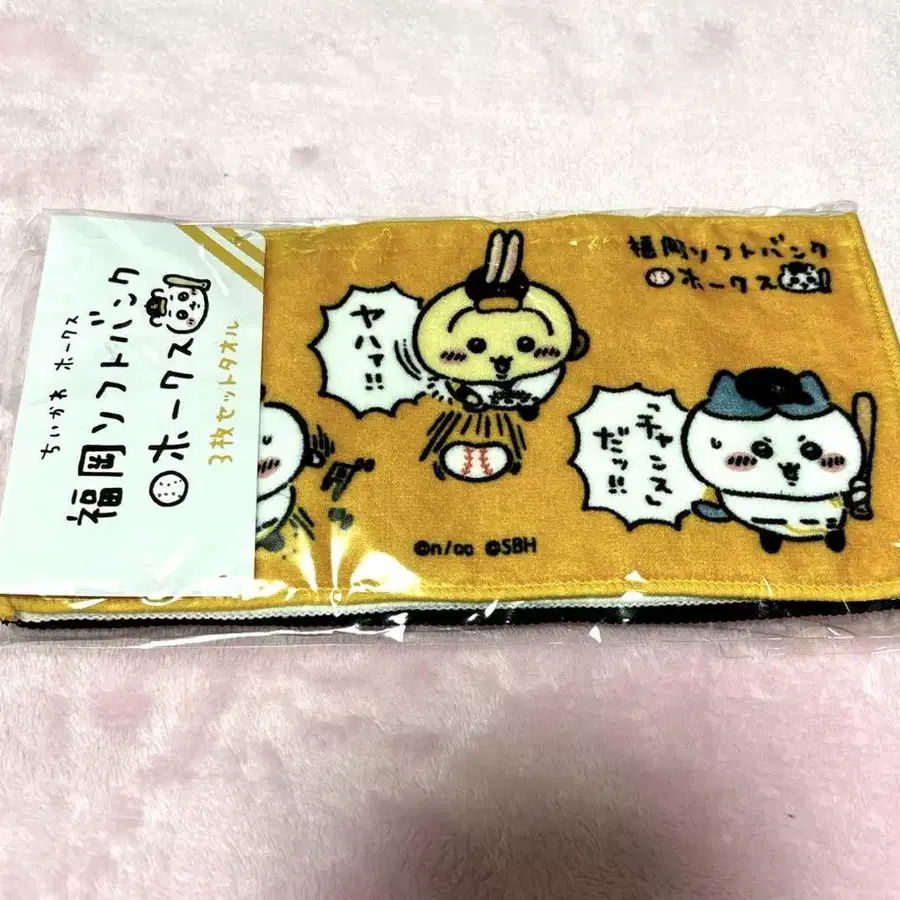 ちいかわ ホークス
福岡ソフトバンク
ホークス
3枚セットタオル
ヤハァ!!
福岡ソフトバンク
ホークス
「チャンス」
だッ!!
©n/cc ©SBH